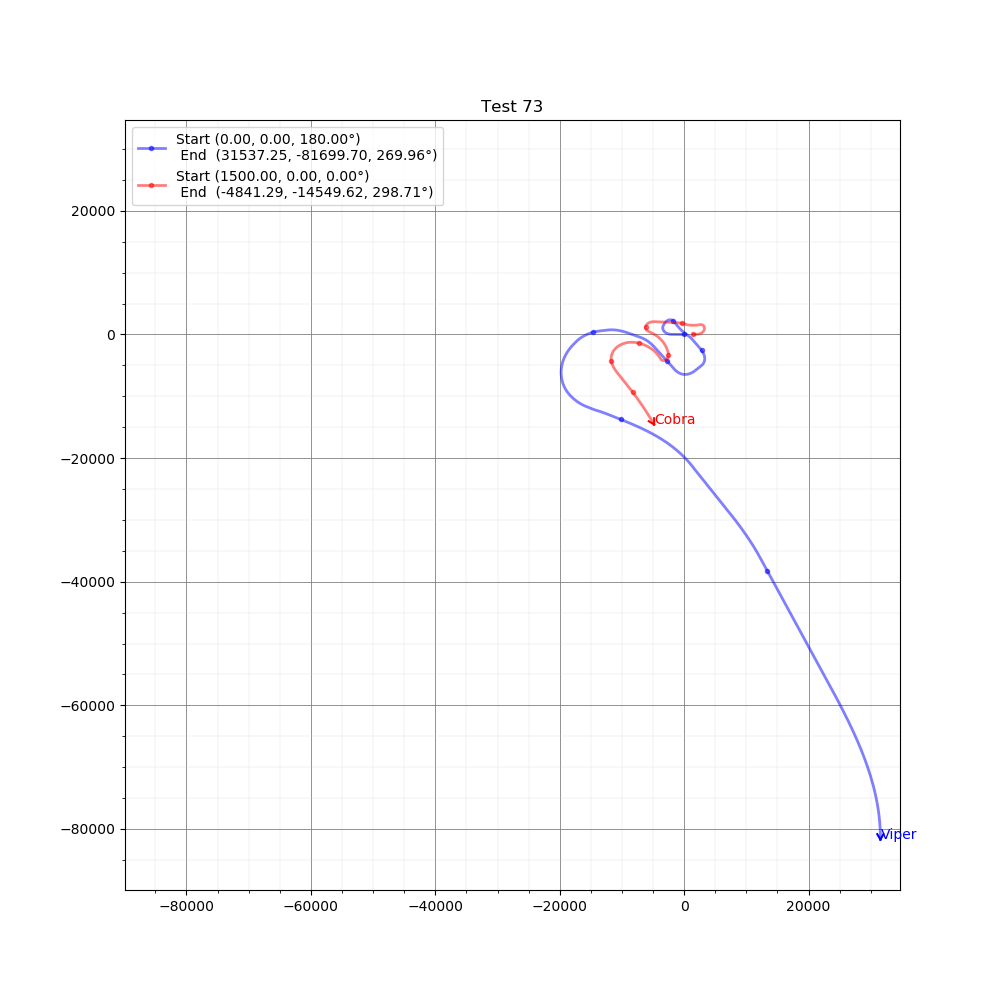 Test 73
Start (0.00, 0.00, 180.00°)
End  (31537.25, -81699.70, 269.96°)
Start (1500.00, 0.00, 0.00°)
End  (-4841.29, -14549.62, 298.71°)
20000
0
−20000
−40000
−60000
−80000
Cobra
Viper
−80000
−60000
−40000
−20000
0
20000